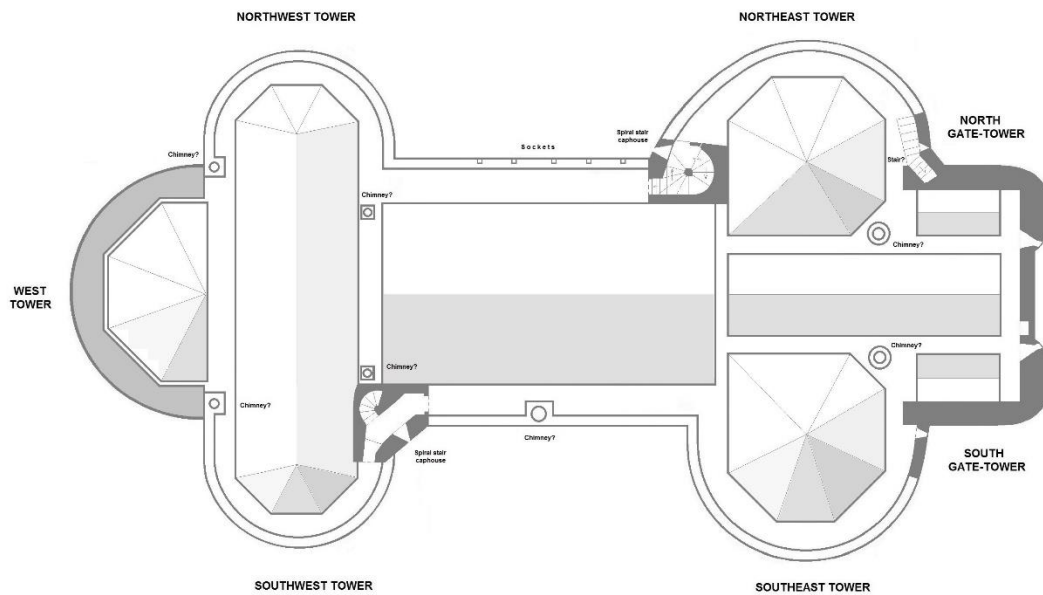 NORTHWEST TOWER
NORTHEAST TOWER
NORTH
GATE-TOWER
Spiral stair
caphouse
Sockets
Chimney?
Stair?
Chimney?
Chimney?
WEST
TOWER
Chimney?
Chimney?
Chimney?
Chimney?
Spiral stair
caphouse
SOUTH
GATE-TOWER
SOUTHWEST TOWER
SOUTHEAST TOWER